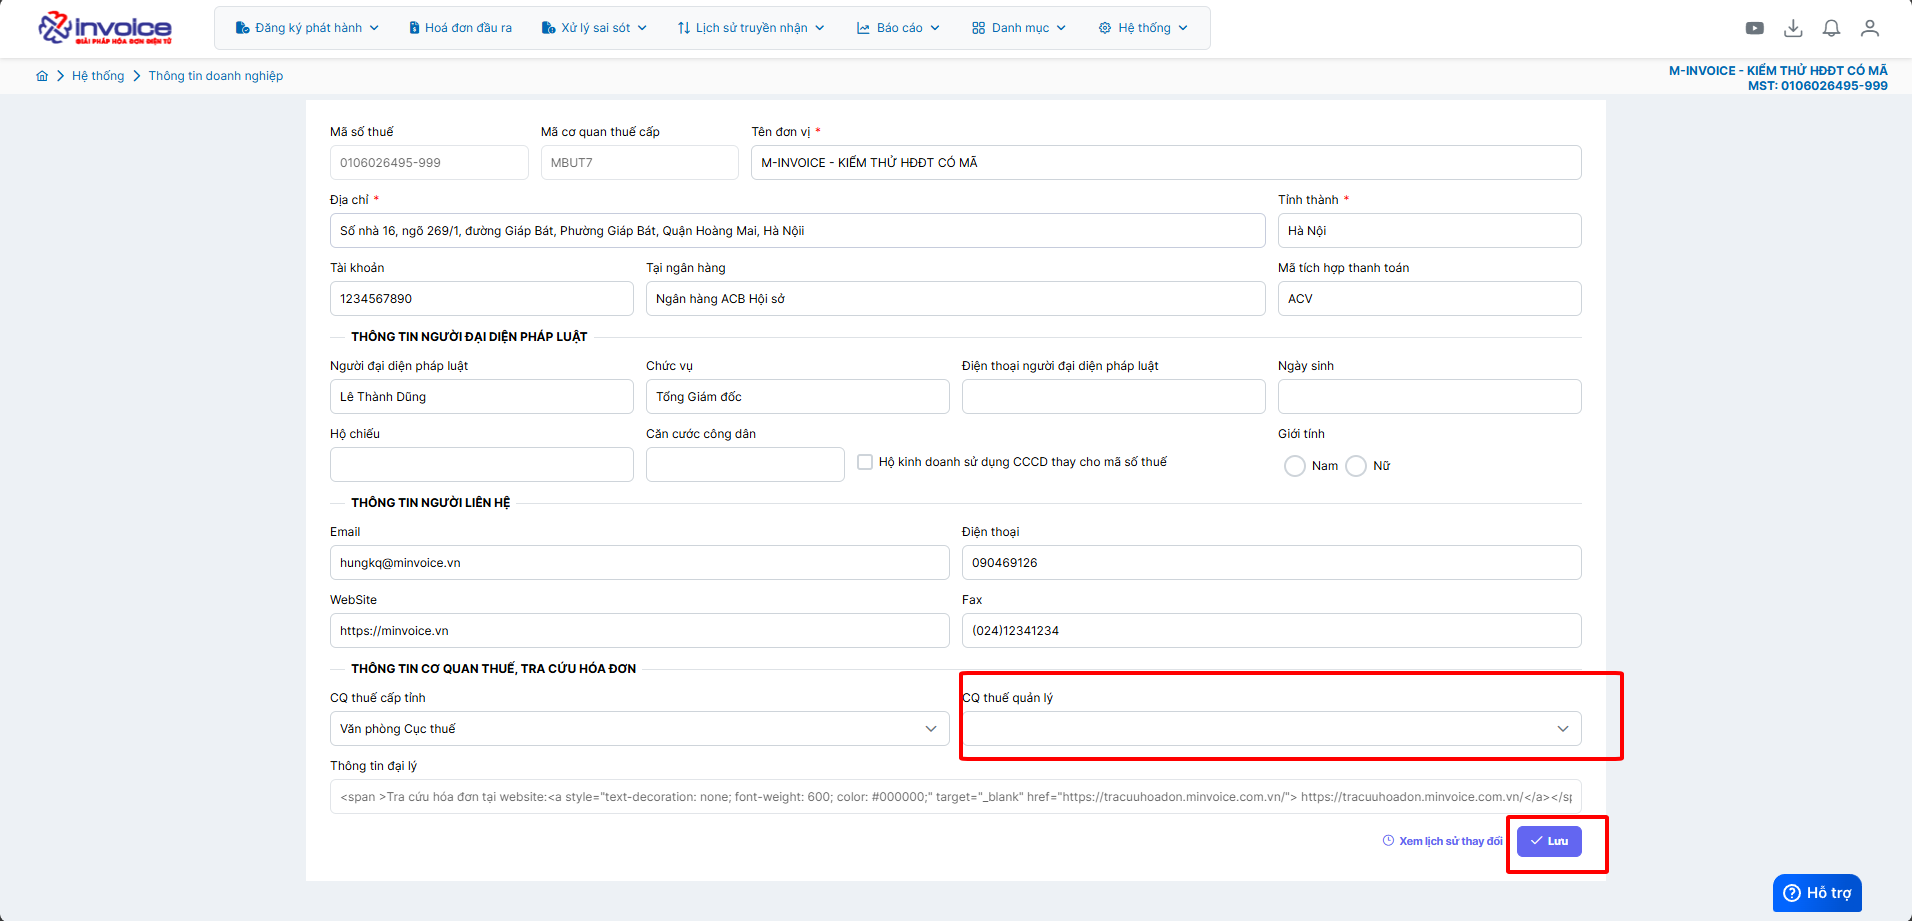 invoice
GIẢI PHÁP HÓA ĐƠN ĐIỆN TỬ
Đăng ký phát hành
Hoá đơn đầu ra
Xử lý sai sót
Lịch sử truyền nhận
Báo cáo
Danh mục
Hệ thống
Hệ thống
Thông tin doanh nghiệp
M-INVOICE - KIỂM THỬ HĐĐT CÓ MÃ
MST: 0106026495-999
Mã số thuế
Mã cơ quan thuế cấp
Tên đơn vị *
0106026495-999
MBUT7
M-INVOICE - KIỂM THỬ HĐĐT CÓ MÃ
Địa chỉ *
Tỉnh thành *
Số nhà 16, ngõ 269/1, đường Giáp Bát, Phường Giáp Bát, Quận Hoàng Mai, Hà Nộii
Hà Nội
Tài khoản
Tại ngân hàng
Mã tích hợp thanh toán
1234567890
Ngân hàng ACB Hội sở
ACV
THÔNG TIN NGƯỜI ĐẠI DIỆN PHÁP LUẬT
Người đại diện pháp luật
Chức vụ
Điện thoại người đại diện pháp luật
Ngày sinh
Lê Thành Dũng
Tổng Giám đốc
Hộ chiếu
Căn cước công dân
Giới tính
Hộ kinh doanh sử dụng CCCD thay cho mã số thuế
Nam
Nữ
THÔNG TIN NGƯỜI LIÊN HỆ
Email
Điện thoại
hungkq@minvoice.vn
090469126
WebSite
Fax
https://minvoice.vn
(024)12341234
THÔNG TIN CƠ QUAN THUẾ, TRA CỨU HÓA ĐƠN
CQ thuế cấp tỉnh
CQ thuế quản lý
Văn phòng Cục thuế
Thông tin đại lý
<span >Tra cứu hóa đơn tại website:<a style="text-decoration: none; font-weight: 600; color: #000000;" target="_blank" href="https://tracuuhoadon.minvoice.com.vn/"> https://tracuuhoadon.minvoice.com.vn/</a></sp
Xem lịch sử thay đổi
Lưu
Hỗ trợ